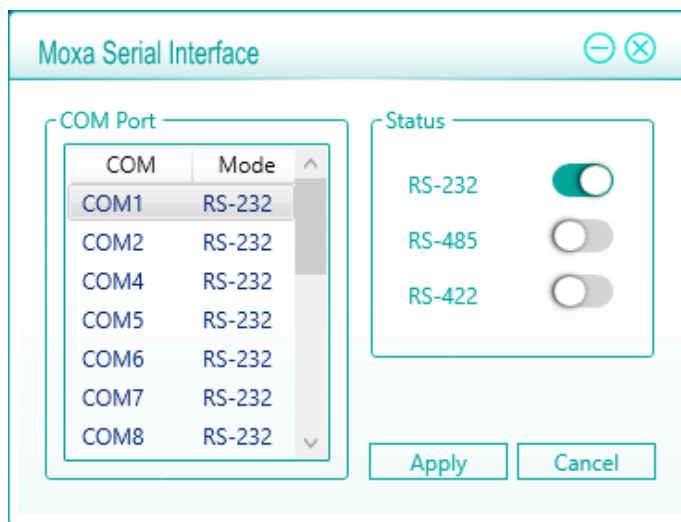 Moxa Serial Interface
COM Port
COM Mode
COM1 RS-232
COM2 RS-232
COM4 RS-232
COM5 RS-232
COM6 RS-232
COM7 RS-232
COM8 RS-232
Status
RS-232
RS-485
RS-422
Apply Cancel